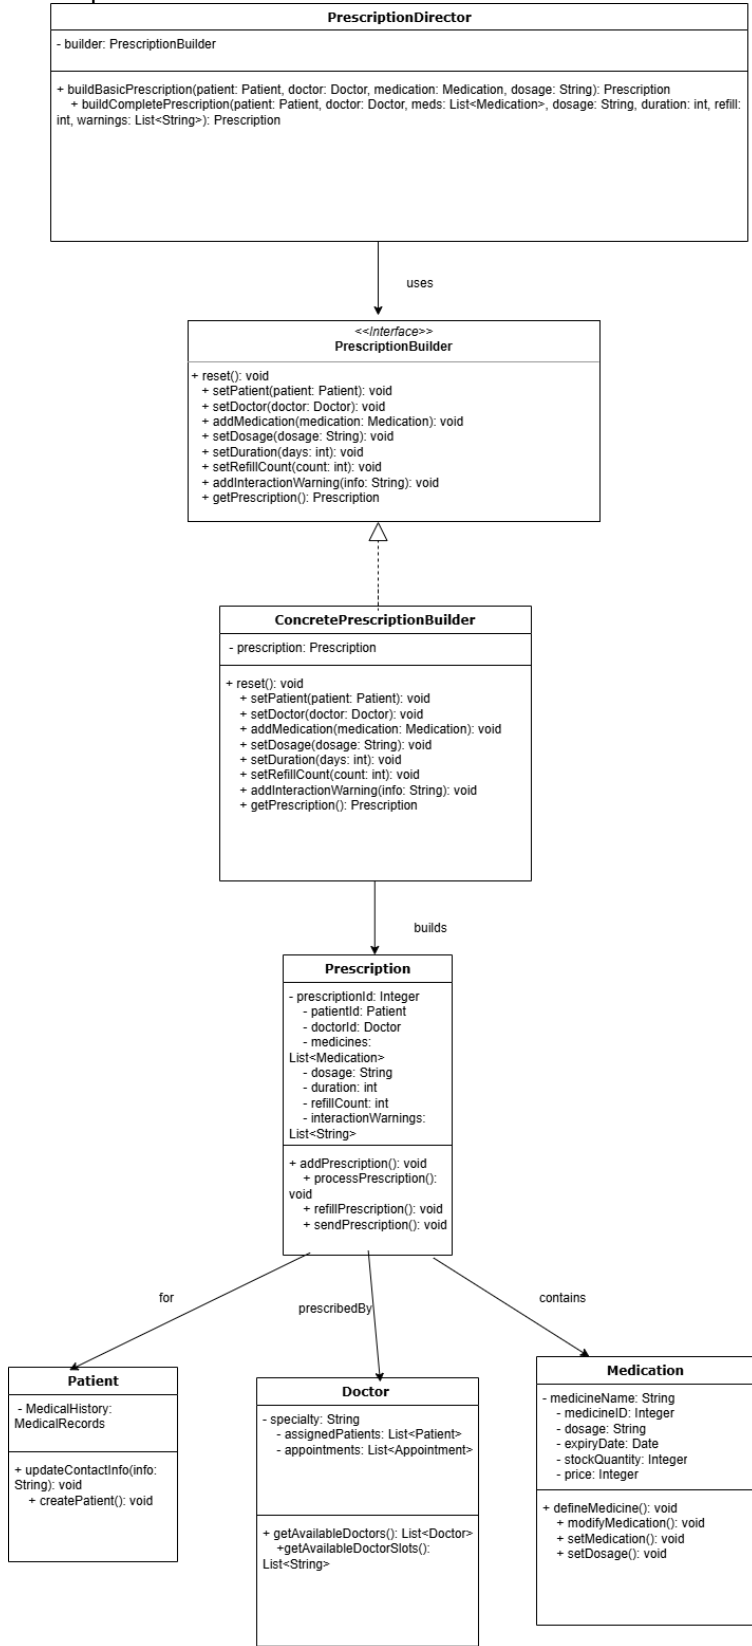 PrescriptionDirector
- builder: PrescriptionBuilder
+ buildBasicPrescription(patient: Patient, doctor: Doctor, medication: Medication, dosage: String): Prescription
+ buildCompletePrescription(patient: Patient, doctor: Doctor, meds: List<Medication>, dosage: String, duration: int, refill:
int, warnings: List<String>): Prescription
uses
<<Interface>>
PrescriptionBuilder
+ reset(): void
+ setPatient(patient: Patient): void
+ setDoctor(doctor: Doctor): void
+ addMedication(medication: Medication): void
+ setDosage(dosage: String): void
+ setDuration(days: int): void
+ setRefillCount(count: int): void
+ addInteractionWarning(info: String): void
+ getPrescription(): Prescription
ConcretePrescriptionBuilder
- prescription: Prescription
+ reset(): void
+ setPatient(patient: Patient): void
+ setDoctor(doctor: Doctor): void
+ addMedication(medication: Medication): void
+ setDosage(dosage: String): void
+ setDuration(days: int): void
+ setRefillCount(count: int): void
+ addInteractionWarning(info: String): void
+ getPrescription(): Prescription
builds
Prescription
- prescriptionId: Integer
- patientId: Patient
- doctorId: Doctor
- medicines:
List<Medication>
- dosage: String
- duration: int
- refillCount: int
- interactionWarnings:
List<String>
+ addPrescription(): void
+ processPrescription():
void
+ refillPrescription(): void
+ sendPrescription(): void
for
prescribedBy
contains
Patient
- MedicalHistory:
MedicalRecords
+ updateContactInfo(info:
String): void
+ createPatient(): void
Doctor
- specialty: String
- assignedPatients: List<Patient>
- appointments: List<Appointment>
+ getAvailableDoctors(): List<Doctor>
+getAvailableDoctorSlots():
List<String>
Medication
- medicineName: String
- medicineID: Integer
- dosage: String
- expiryDate: Date
- stockQuantity: Integer
- price: Integer
+ defineMedicine(): void
+ modifyMedication(): void
+ setMedication(): void
+ setDosage(): void